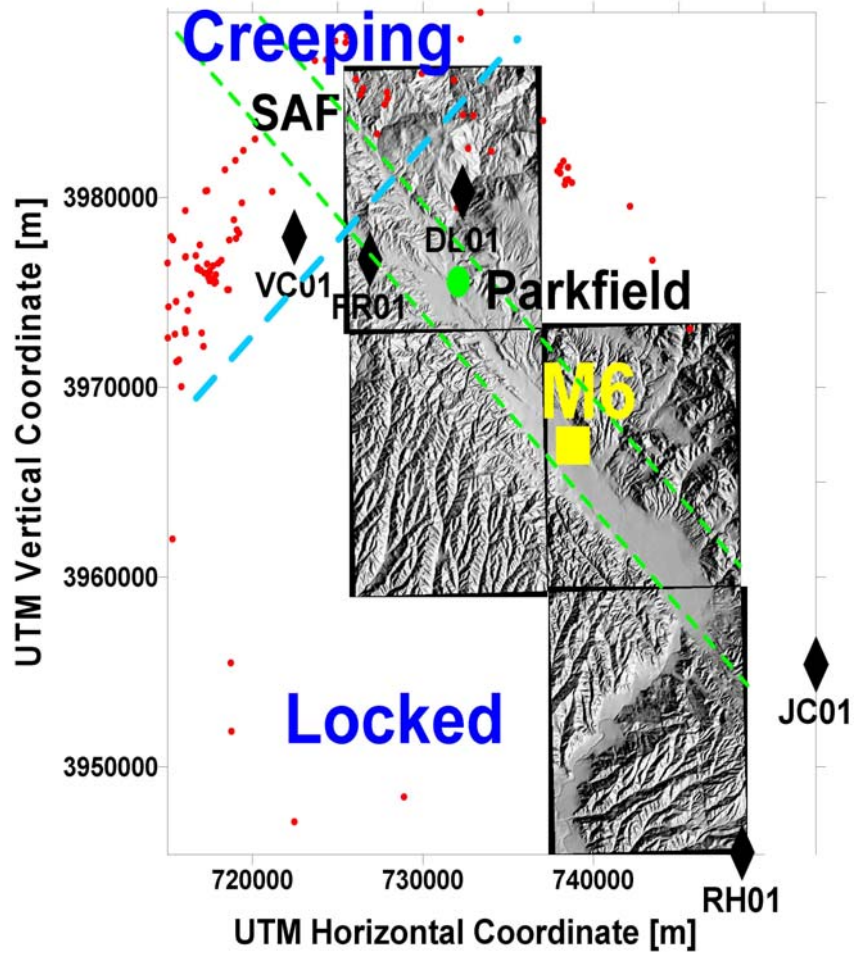 Creeping
SAF
3980000
DL01
VC01
FR01
Parkfield
3970000
M6
UTM Vertical Coordinate [m]
3960000
Locked
JC01
3950000
720000
730000
740000
RH01
UTM Horizontal Coordinate [m]